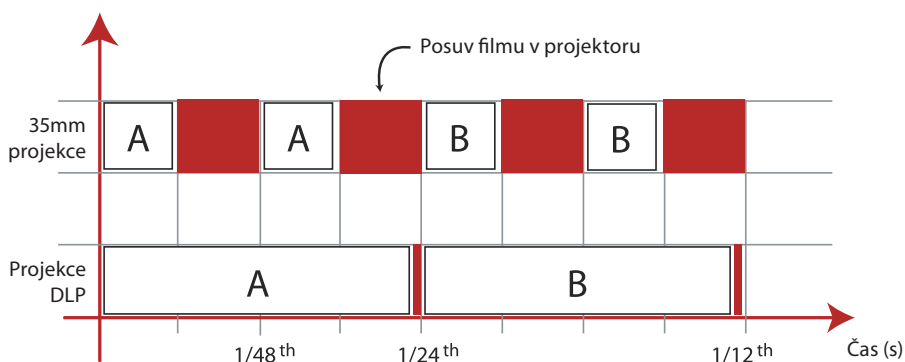 Posuv filmu v projektoru
35mm
projekce
A
A
B
B
Projekce
DLP
A
B
1/48 th
1/24 th
1/12 th
Čas (s)